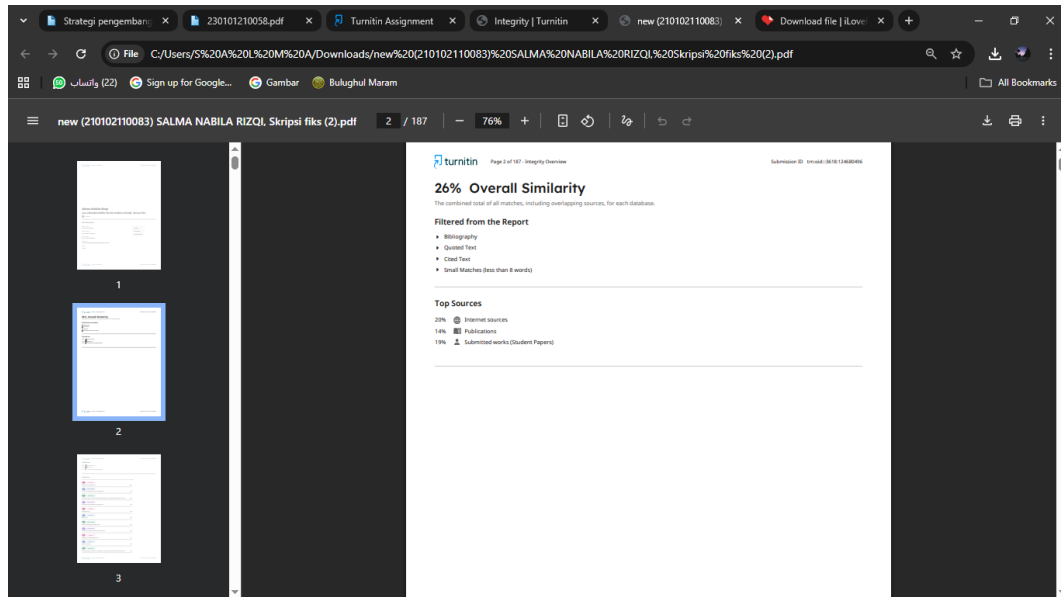 Strategi pengembang
230101210058.pdf
Turnitin Assignment
Integrity | Turnitin
new (210102110083)
Download file | iLovel
File C:/Users/S%20A%20L%20M%20A/Downloads/new%20(210102110083)%20SALMA%20NABILA%20RIZQI,%20Skripsi%20fiks%20(2).pdf
(22) واتساب
Sign up for Google...
Gambar
Bulughul Maram
All Bookmarks
new (210102110083) SALMA NABILA RIZQI, Skripsi fiks (2).pdf
2 / 187
76%
1
2
3
turnitin Page 2 of 187 - Integrity Overview
Submission ID trn:oid:::3618:124680496
26% Overall Similarity
The combined total of all matches, including overlapping sources, for each database.
Filtered from the Report
Bibliography
Quoted Text
Cited Text
Small Matches (less than 8 words)
Top Sources
20% Internet sources
14% Publications
19% Submitted works (Student Papers)